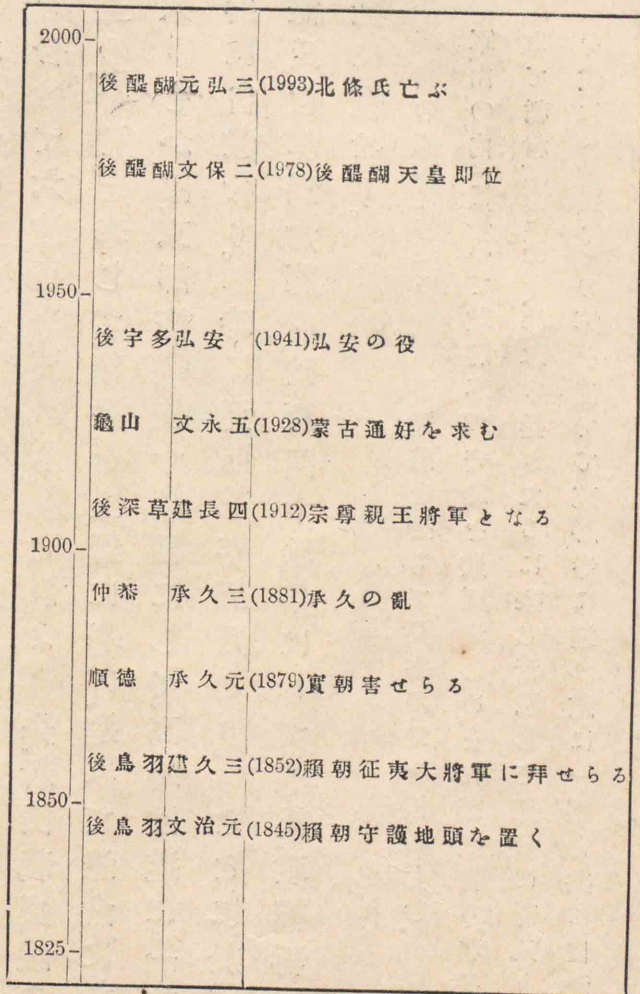 2000
後醍醐 元弘三 (1993) 北條氏亡ぶ
後醍醐 文保二 (1978) 後醍醐天皇即位
1950
後宇多 弘安 (1941) 弘安の役
龜山 文永五 (1928) 蒙古通好を求む
後深草 建長四 (1912) 宗尊親王將軍となる
1900
仲恭 承久三 (1881) 承久の亂
順德 承久元 (1879) 實朝害せらる
後鳥羽 建久三 (1852) 賴朝征夷大將軍に拜せらる
1850
後鳥羽 文治元 (1845) 賴朝守護地頭を置く
1825